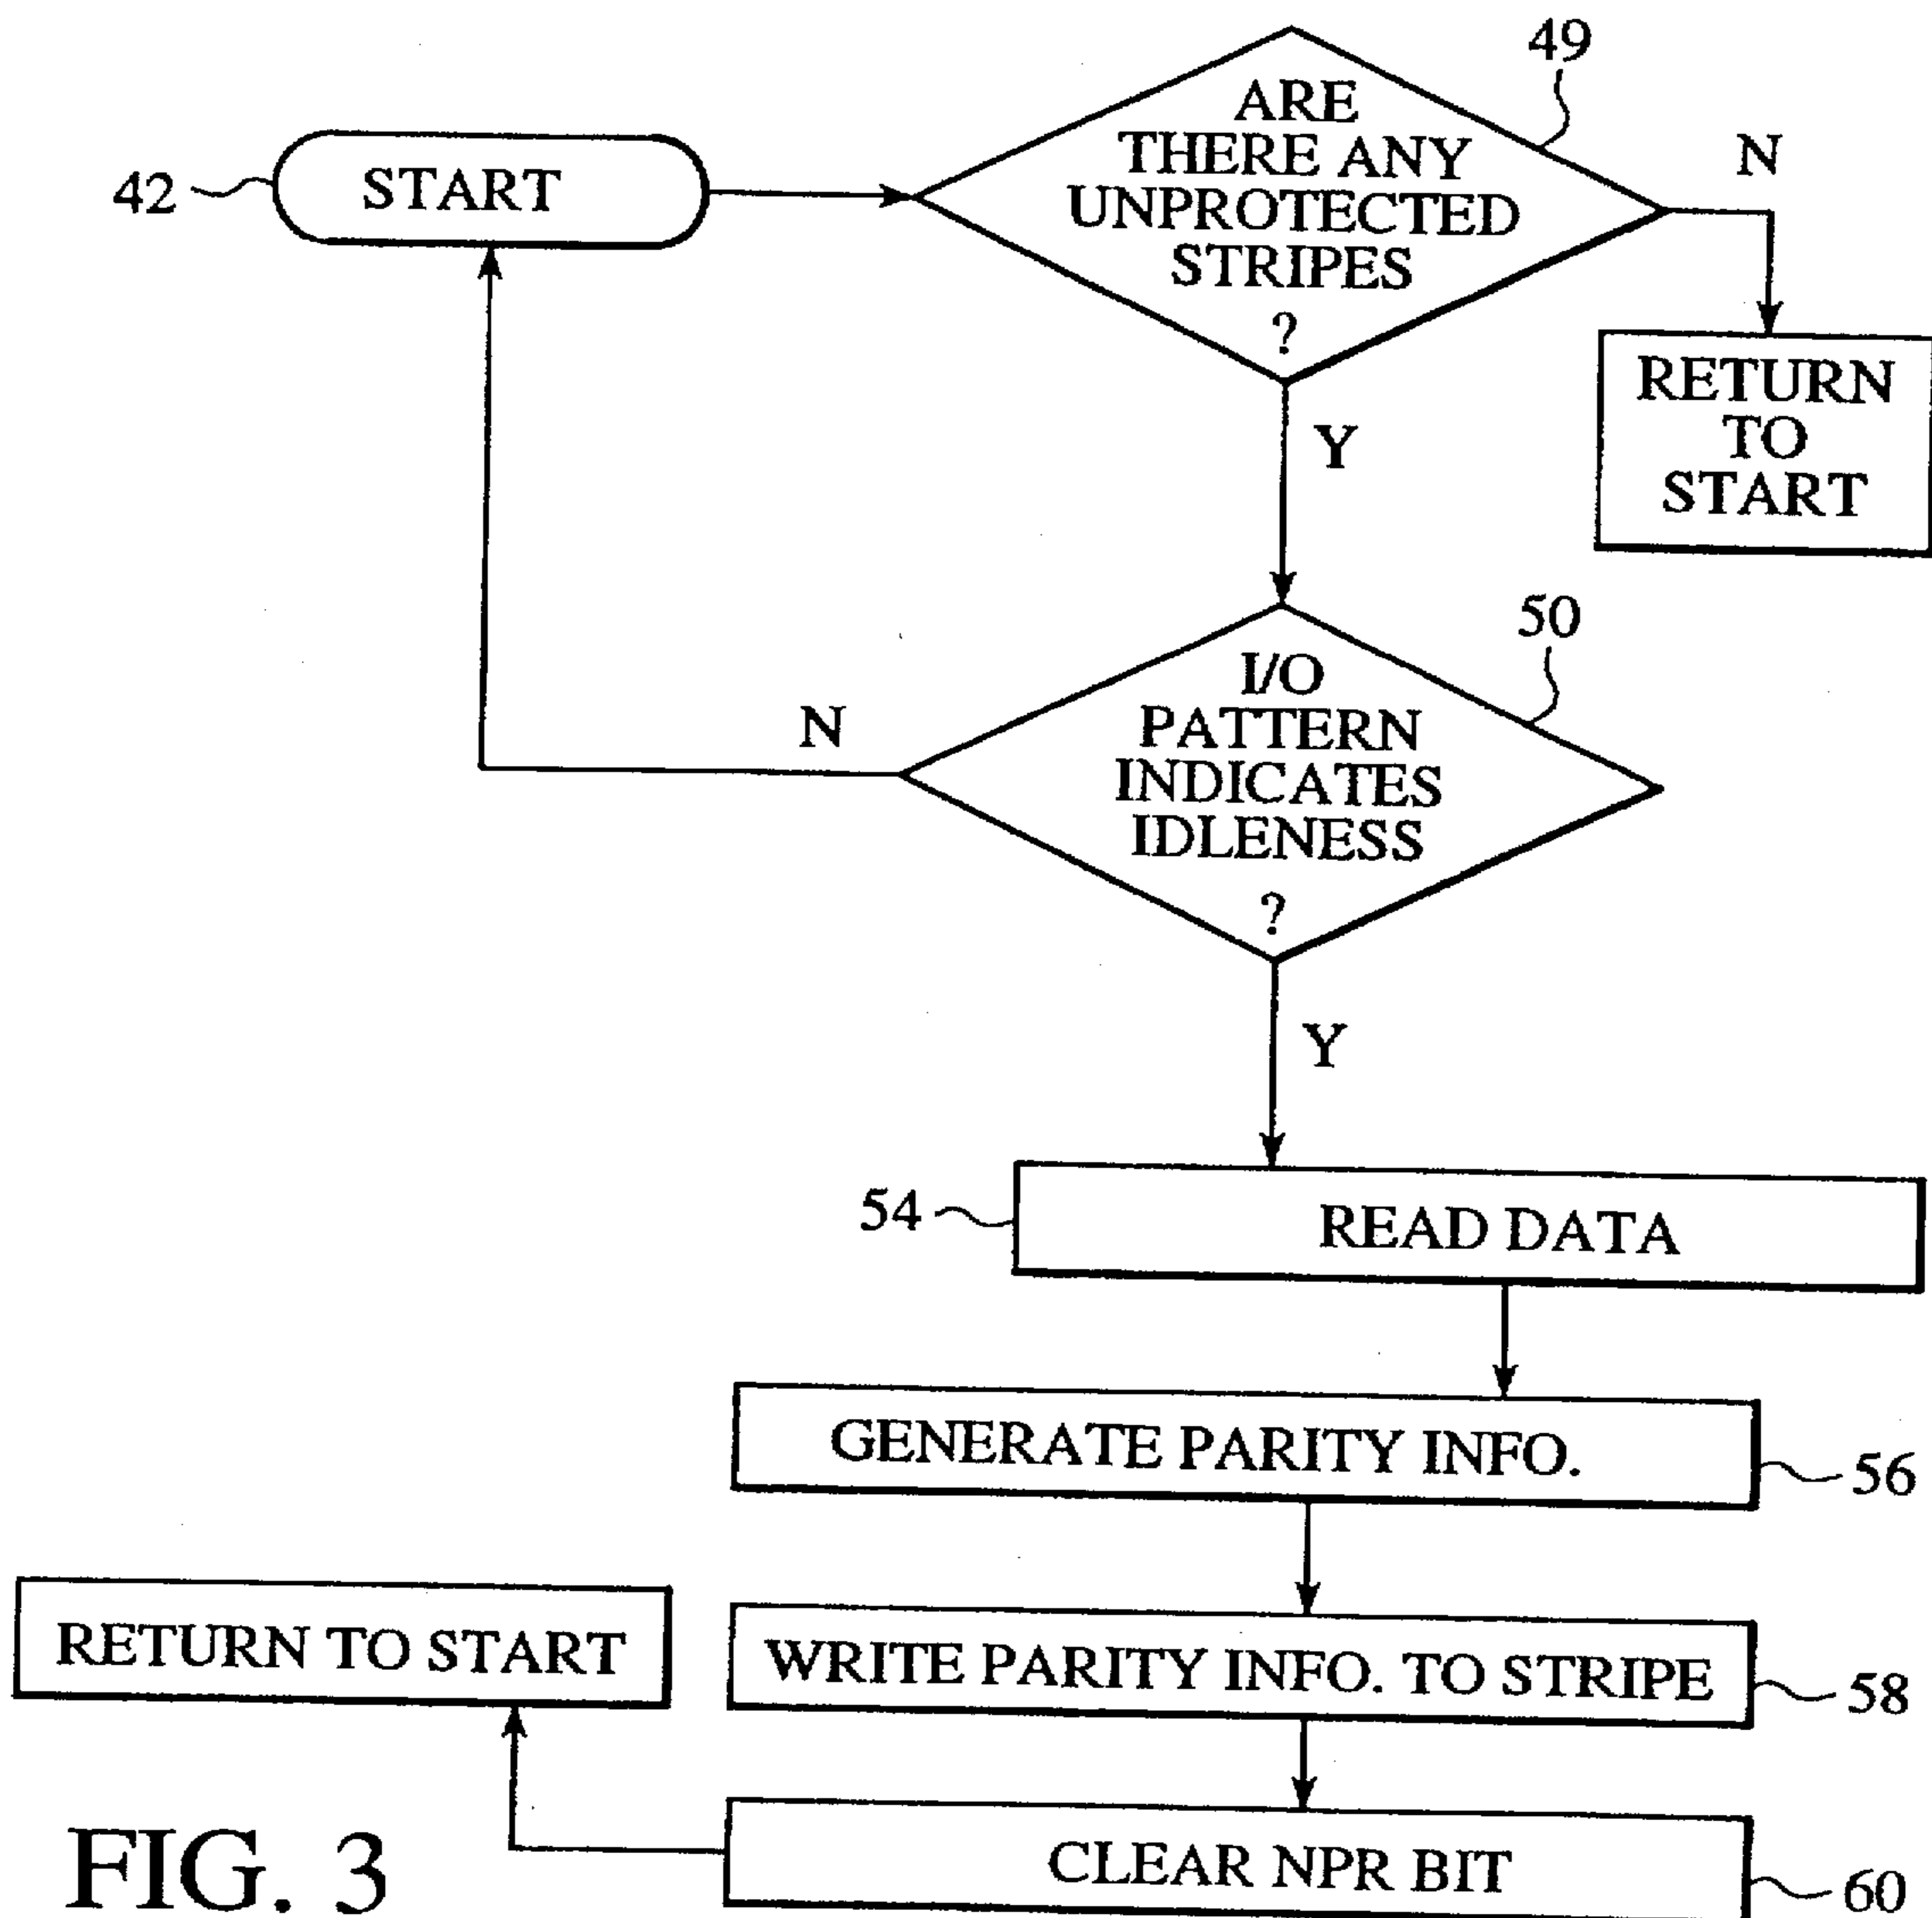 49
ARE
THERE ANY
UNPROTECTED
STRIPES
?
N
42
START
RETURN
TO
START
Y
50
I/O
PATTERN
INDICATES
IDLENESS
?
N
Y
54
READ DATA
GENERATE PARITY INFO.
56
RETURN TO START
WRITE PARITY INFO. TO STRIPE
58
CLEAR NPR BIT
60
FIG. 3